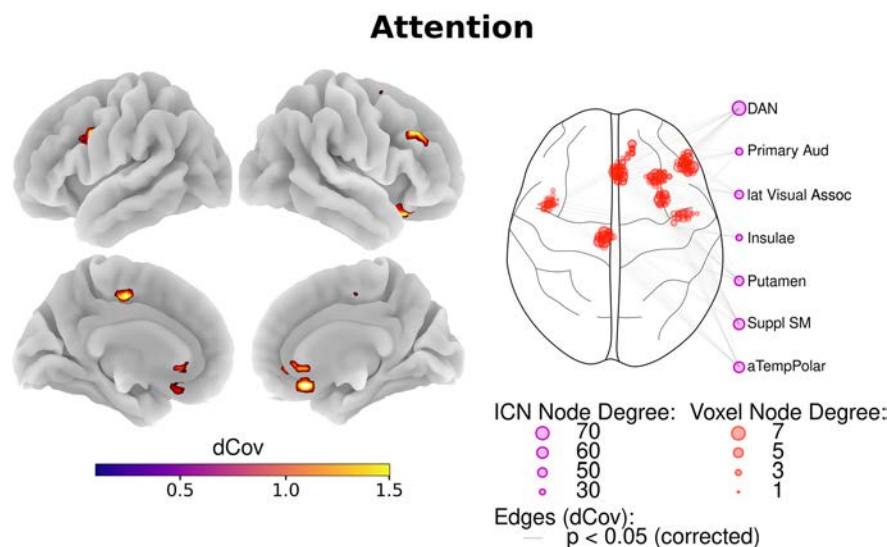 Attention
DAN
Primary Aud
lat Visual Assoc
Insulae
Putamen
Suppl SM
aTempPolar
dCov
0.5 1.0 1.5
ICN Node Degree: Voxel Node Degree:
70 7
60 5
50 3
30 1
Edges (dCov):
p < 0.05 (corrected)